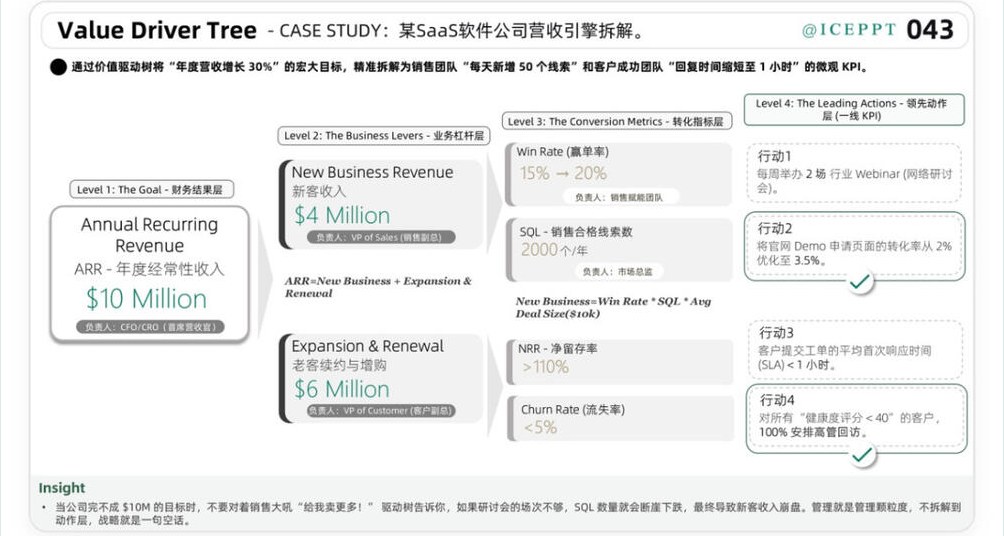 Value Driver Tree - CASE STUDY：某SaaS软件公司营收引擎拆解。
@ICEPPT 043
通过价值驱动树将“年度营收增长 30%”的宏大目标，精准拆解为销售团队“每天新增 50 个线索”和客户成功团队“回复时间缩短至 1 小时”的微观 KPI。
Level 1: The Goal - 财务结果层
Annual Recurring
Revenue
ARR - 年度经常性收入
$10 Million
负责人：CFO/CRO（首席营收官）
Level 2: The Business Levers - 业务杠杆层
New Business Revenue
新客收入
$4 Million
负责人：VP of Sales (销售副总)
ARR=New Business + Expansion &
Renewal
Expansion & Renewal
老客续约与增购
$6 Million
负责人：VP of Customer (客户副总)
Level 3: The Conversion Metrics - 转化指标层
Win Rate (赢单率)
15% → 20%
负责人：销售赋能团队
SQL - 销售合格线索数
2000个/年
负责人：市场总监
New Business=Win Rate * SQL * Avg
Deal Size($10k)
NRR - 净留存率
>110%
Churn Rate (流失率)
<5%
Level 4: The Leading Actions - 领先动作
层 (一线 KPI)
行动1
每周举办 2 场 行业 Webinar (网络研讨
会)。
行动2
将官网 Demo 申请页面的转化率从 2%
优化至 3.5%。
行动3
客户提交工单的平均首次响应时间
(SLA) < 1 小时。
行动4
对所有“健康度评分 < 40”的客户，
100% 安排高管回访。
Insight
• 当公司完不成 $10M 的目标时，不要对着销售大吼“给我卖更多！” 驱动树告诉你，如果研讨会的场次不够，SQL 数量就会断崖下跌，最终导致新客收入崩盘。管理就是管理颗粒度，不拆解到
动作层，战略就是一句空话。